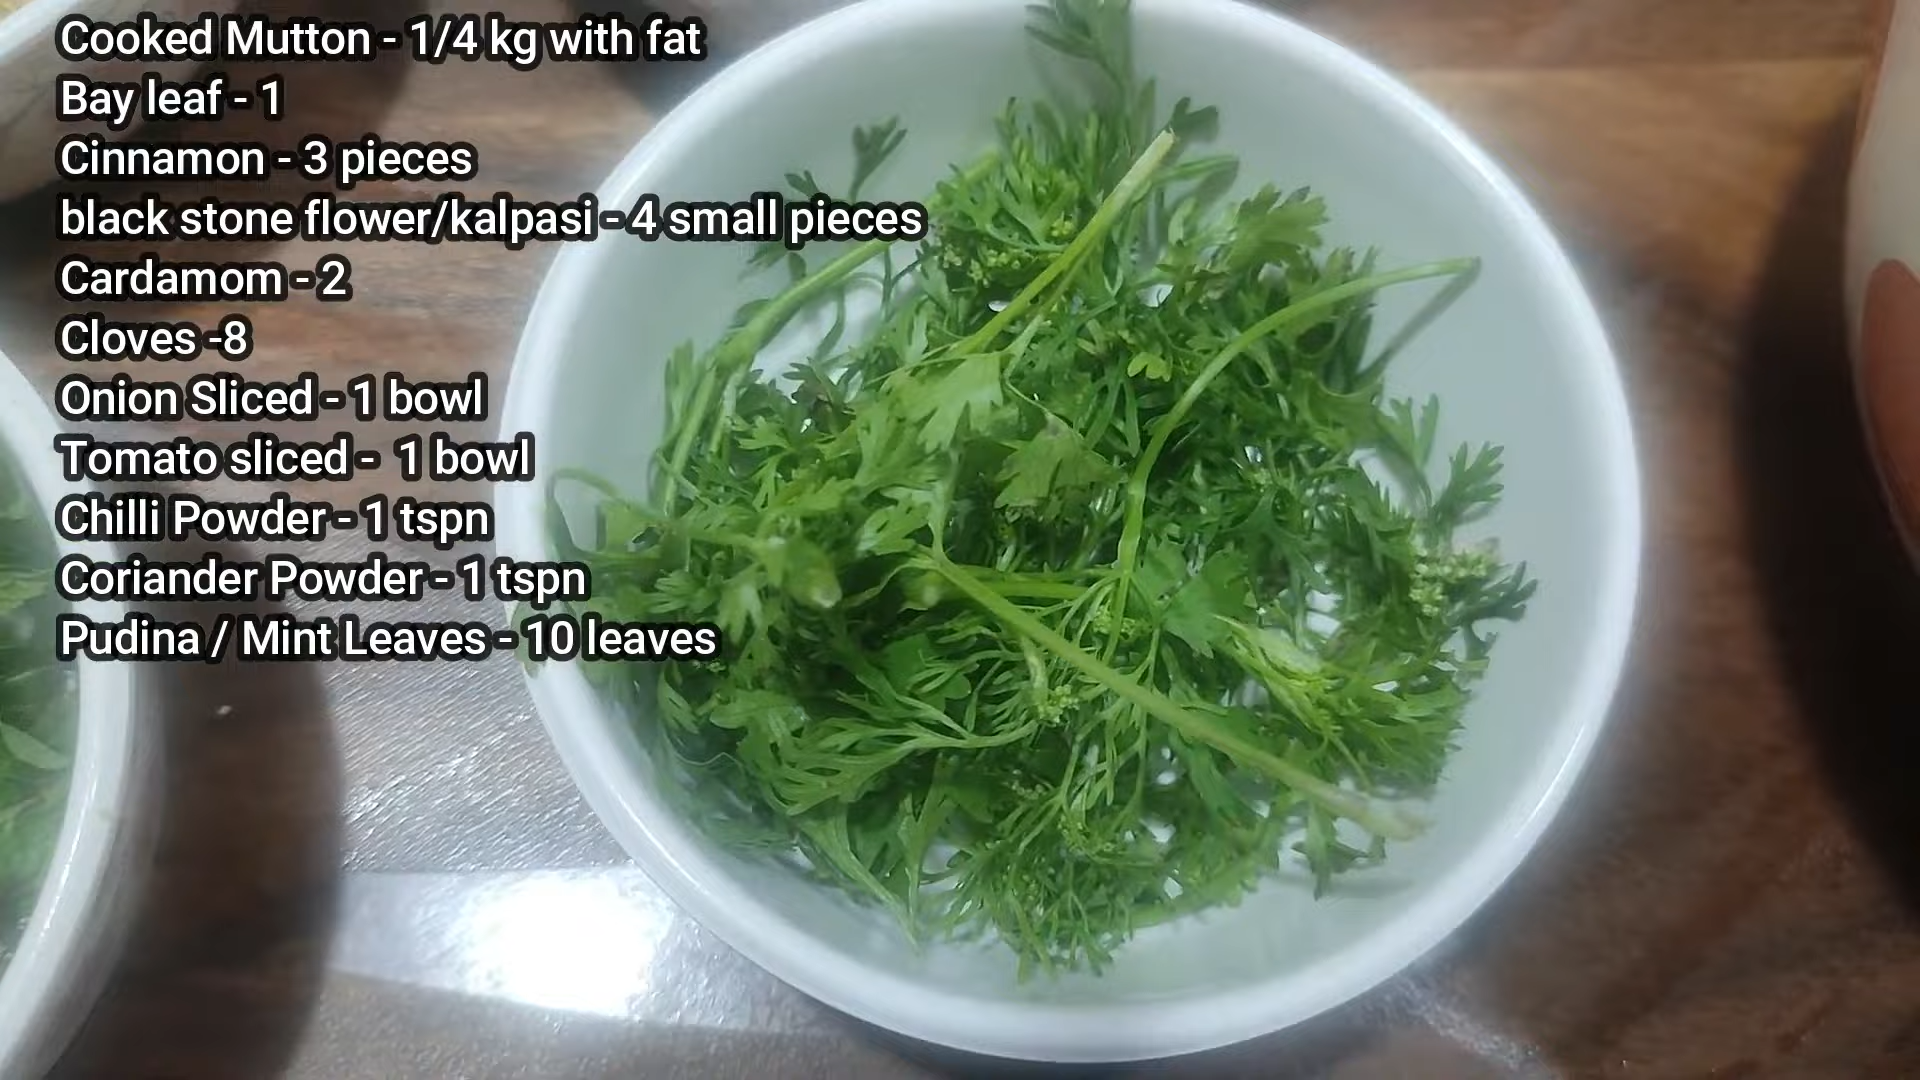 Cooked Mutton - 1/4 kg with fat
Bay leaf - 1
Cinnamon - 3 pieces
black stone flower/kalpasi - 4 small pieces
Cardamom - 2
Cloves -8
Onion Sliced - 1 bowl
Tomato sliced -  1 bowl
Chilli Powder - 1 tspn
Coriander Powder - 1 tspn
Pudina / Mint Leaves - 10 leaves